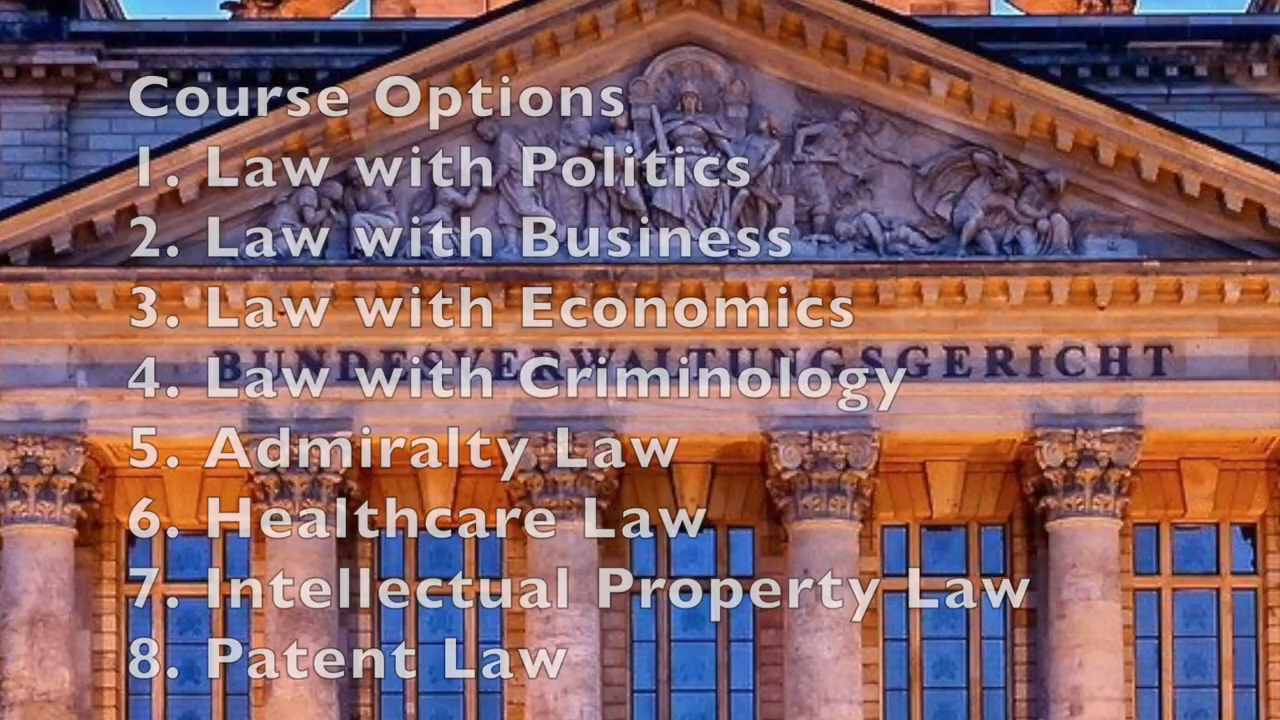 Course Options
1. Law with Politics
2. Law with Business
3. Law with Economics
BUNDESVERWALTUNGSGERICHT
4. Law with Criminology
5. Admiralty Law
6. Healthcare Law
7. Intellectual Property Law
8. Patent Law